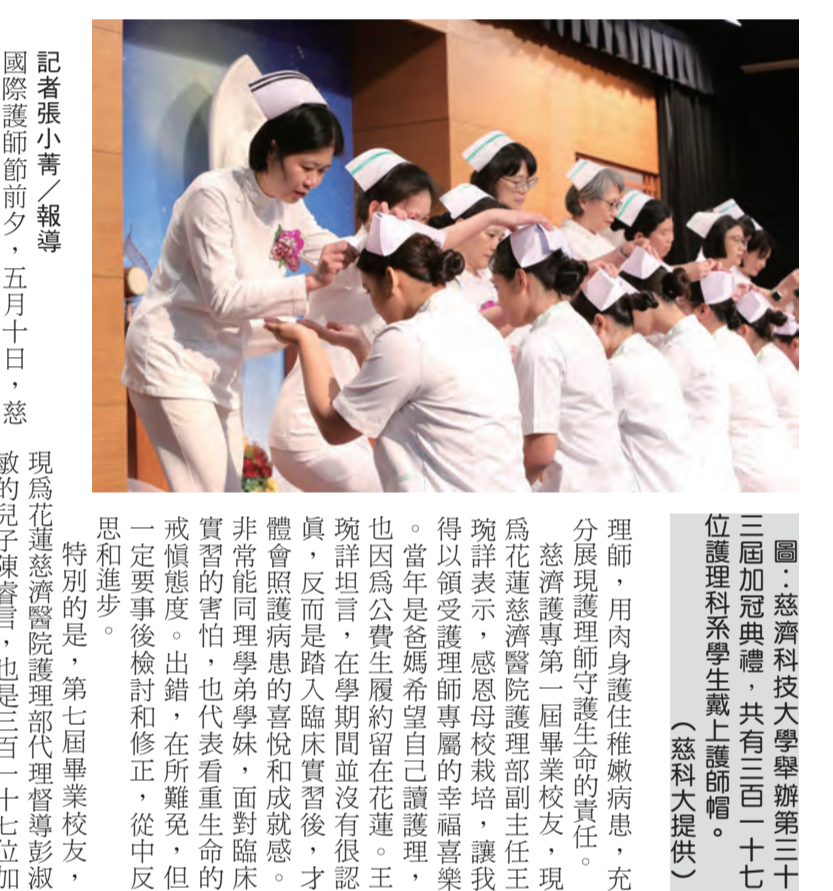 記者張小菁／報導
國際護師節前夕，五月十日，慈
圖：慈濟科技大學舉辦第三十
三屆加冠典禮，共有三百一十七
位護理科系學生戴上護師帽。
（慈科大提供）
理師，用肉身護住稚嫩病患，充
分展現護理師守護生命的責任。
慈濟護專第一屆畢業校友，現
爲花蓮慈濟醫院護理部副主任王
琬詳表示，感恩母校栽培，讓我
得以領受護理師專屬的幸福喜樂
。當年是爸媽希望自己讀護理，
也因爲公費生履約留在花蓮。王
琬詳坦言，在學期間並沒有很認
眞，反而是踏入臨床實習後，才
體會照護病患的喜悅和成就感。
非常能同理學弟學妹，面對臨床
實習的害怕，也代表看重生命的
戒愼態度。出錯，在所難免，但
一定要事後檢討和修正，從中反
思和進步。
特別的是，第七屆畢業校友，
現爲花蓮慈濟醫院護理部代理督導彭淑
敏的兒子陳睿言，也是三百一十七位加